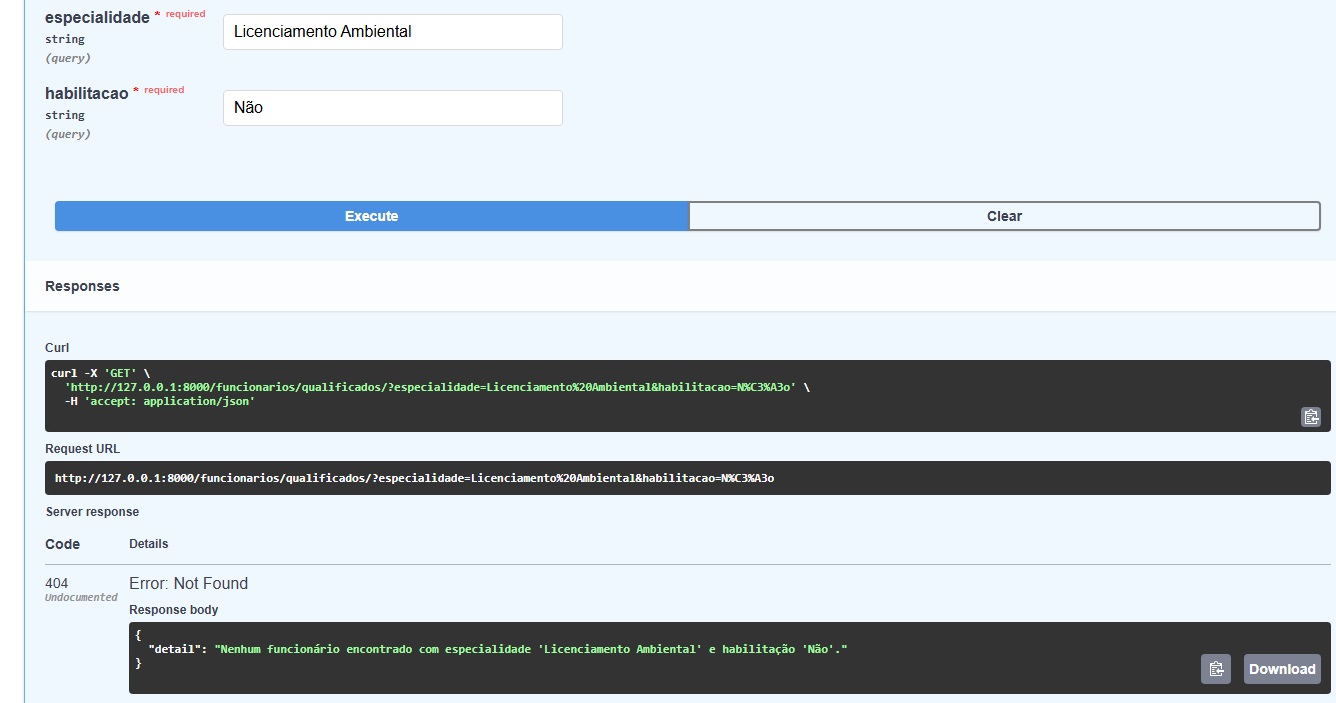 especialidade * required
string
(query)
Licenciamento Ambiental
habilitacao * required
string
(query)
Não
Execute
Clear
Responses
Curl
curl -X 'GET' \
  'http://127.0.0.1:8000/funcionarios/qualificados/?especialidade=Licenciamento%20Ambiental&habilitacao=N%C3%A3o' \
  -H 'accept: application/json'
Request URL
http://127.0.0.1:8000/funcionarios/qualificados/?especialidade=Licenciamento%20Ambiental&habilitacao=N%C3%A3o
Server response
Code Details
404 Error: Not Found
Undocumented
Response body
{
  "detail": "Nenhum funcionário encontrado com especialidade 'Licenciamento Ambiental' e habilitação 'Não'."
}
Download